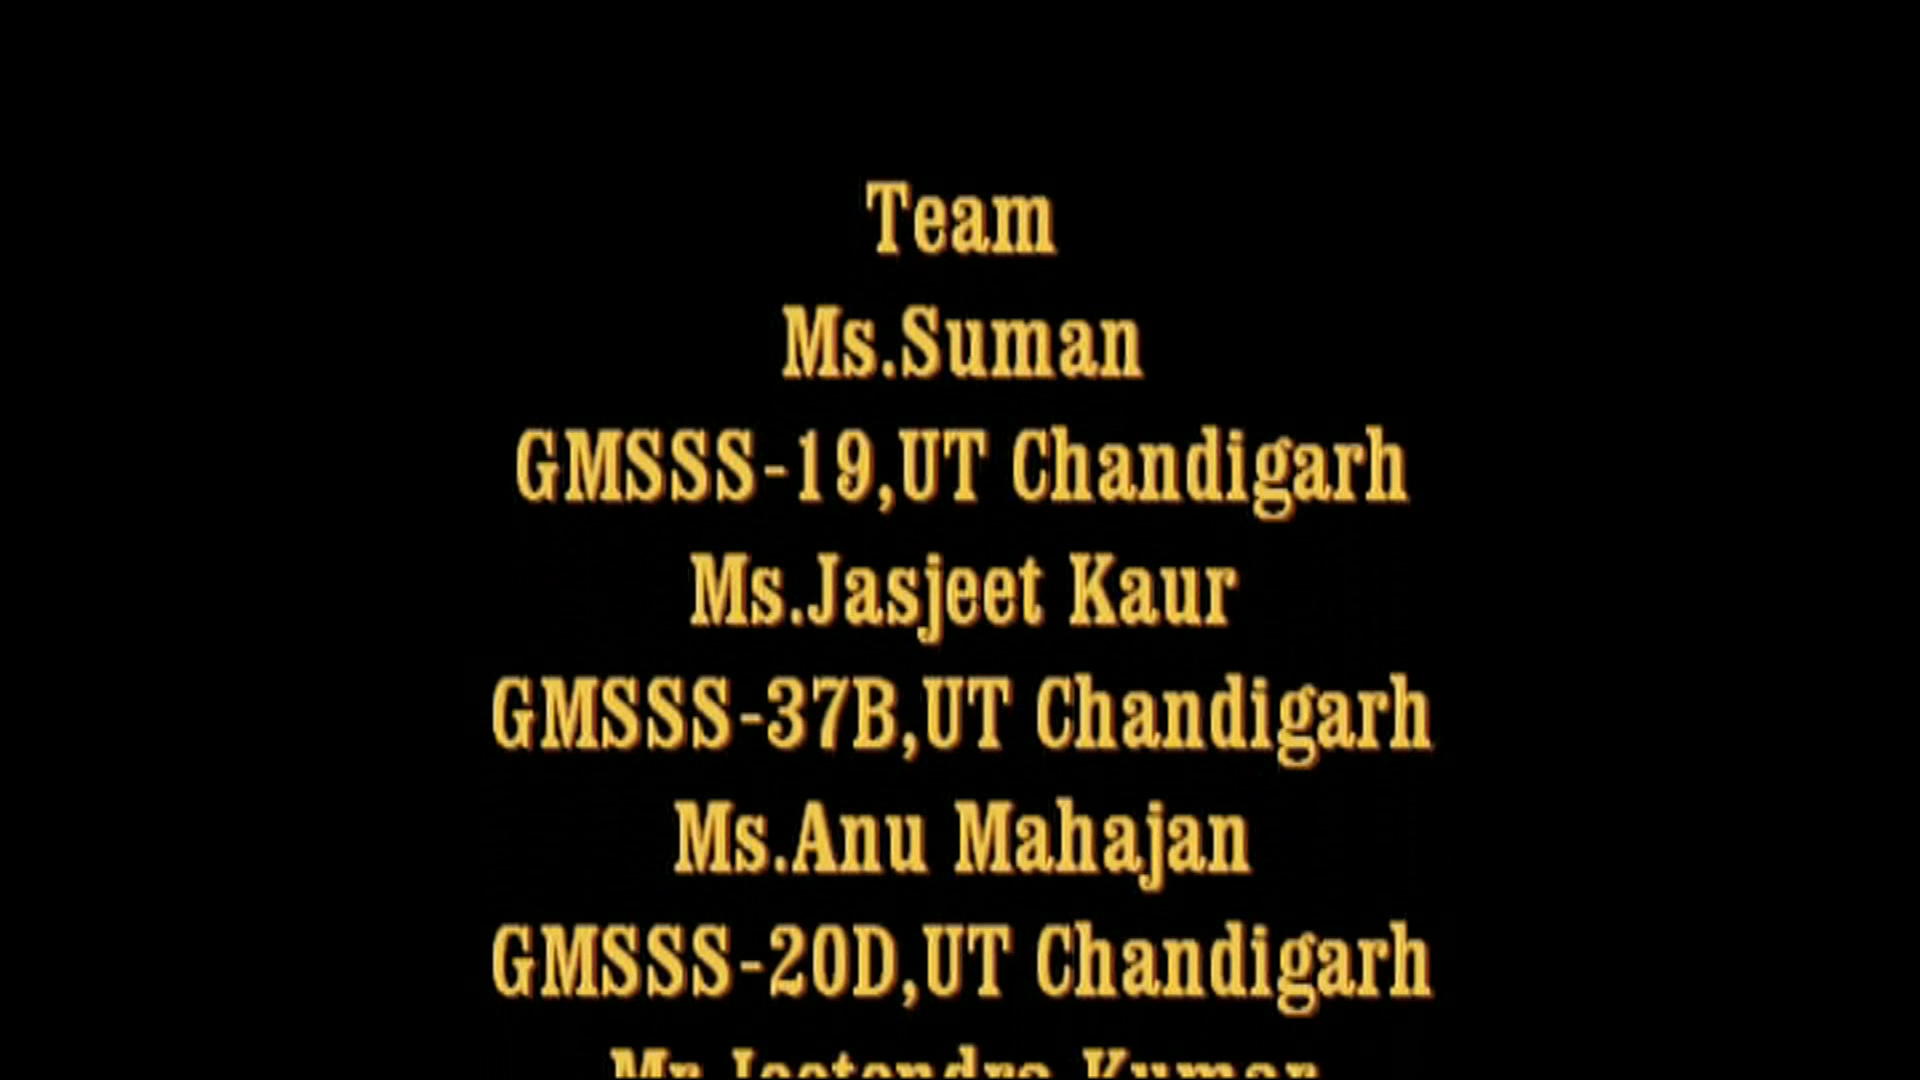 Team
Ms.Suman
GMSSS-19,UT Chandigarh
Ms.Jasjeet Kaur
GMSSS-37B,UT Chandigarh
Ms.Anu Mahajan
GMSSS-20D,UT Chandigarh
Kumar